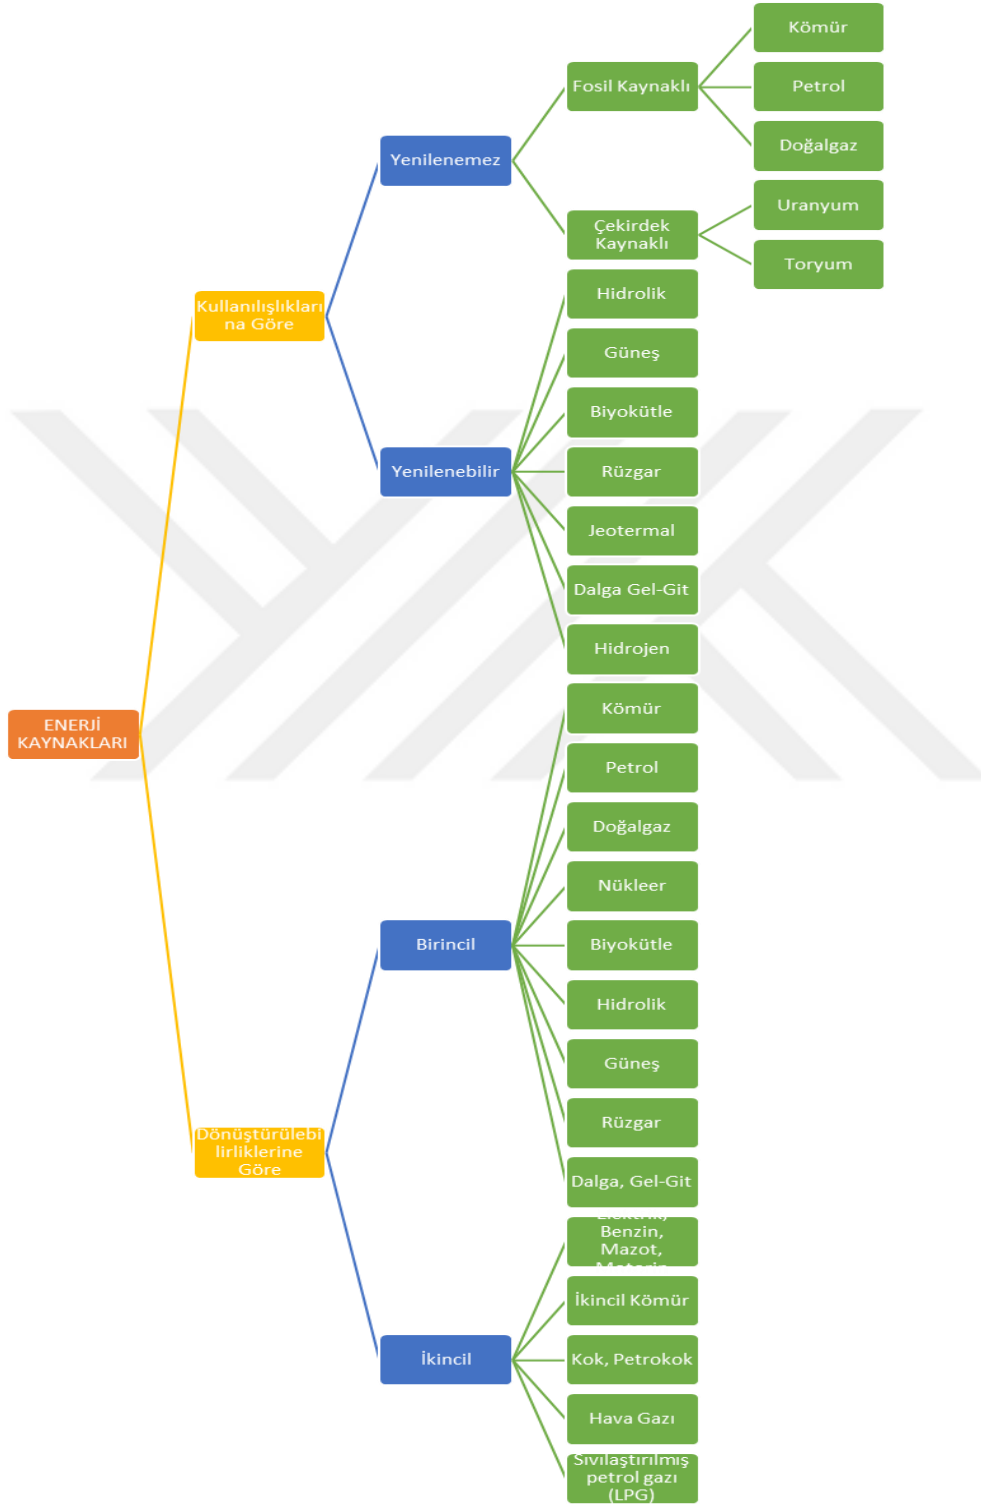 Kömür
Fosil Kaynaklı
Petrol
Doğalgaz
Yenilenemez
Uranyum
Çekirdek
Kaynaklı
Toryum
Kullanılışlıkları
na Göre
Hidrolik
Güneş
Biyokütle
Yenilenebilir
Rüzgar
Jeotermal
Dalga Gel-Git
Hidrojen
ENERJİ
KAYNAKLARI
Kömür
Petrol
Doğalgaz
Nükleer
Birincil
Biyokütle
Hidrolik
Güneş
Rüzgar
Dönüştürülebi
lirliklerine
Göre
Dalga, Gel-Git
Elektrik,
Benzin,
Mazot,
Motorin
İkincil Kömür
İkincil
Kok, Petrokok
Hava Gazı
Sıvılaştırılmış
petrol gazı
(LPG)